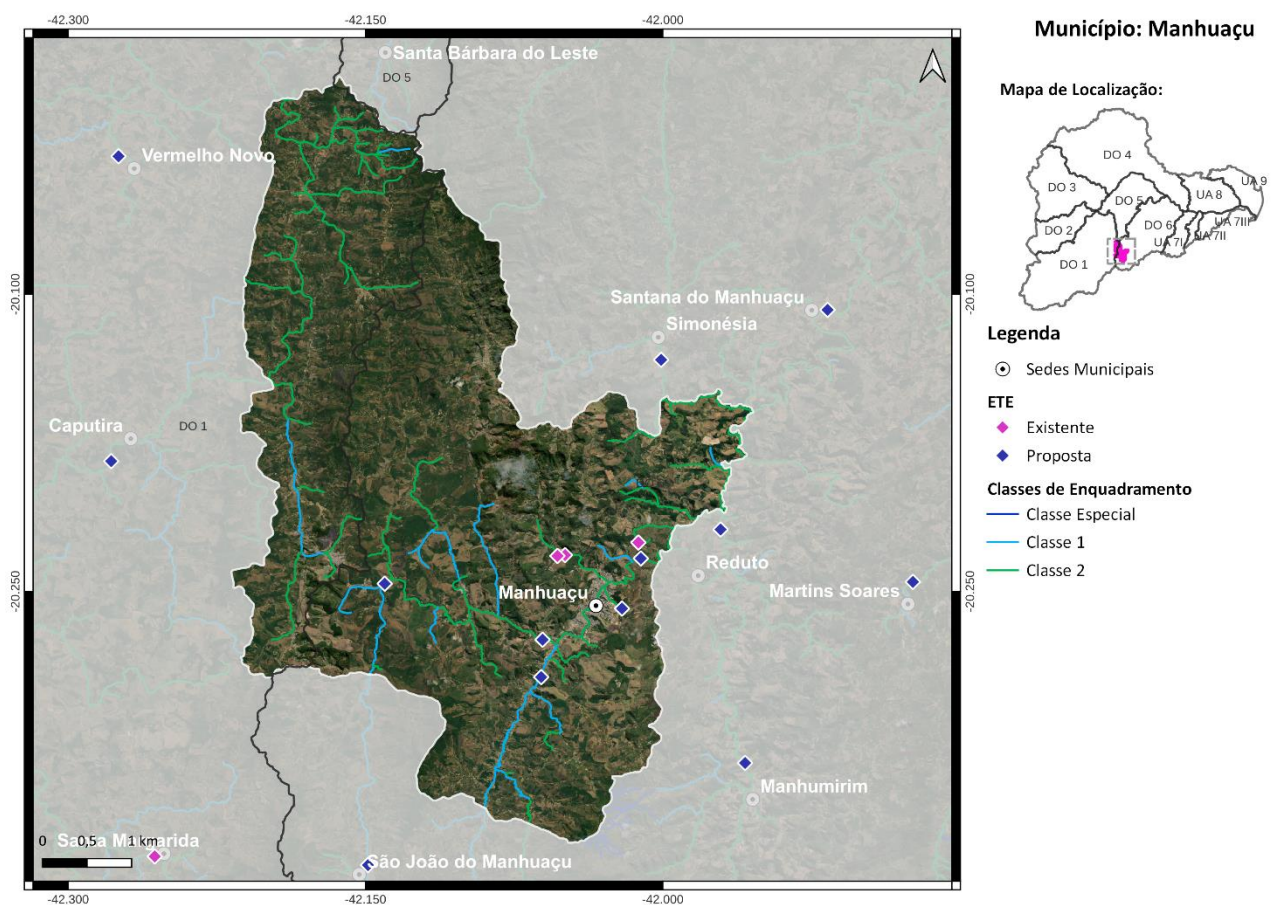 -42.300
-42.150
-42.000
Município: Manhuaçu
Santa Bárbara do Leste
DO 5
Mapa de Localização:
Vermelho Novo
DO 4
DO 3
DO 5
UA 8
UA 9
DO 2
DO 6
UA 7III
UA 7II
UA 7I
DO 1
-20.100
-20.100
Santana do Manhuaçu
Simonésia
Legenda
Sedes Municipais
ETE
Existente
Proposta
Caputira
DO 1
Classes de Enquadramento
Classe Especial
Classe 1
Classe 2
Reduto
Manhuaçu
Martins Soares
-20.250
-20.250
Manhumirim
0
0,5
1 km
Santa Margarida
São João do Manhuaçu
-42.300
-42.150
-42.000